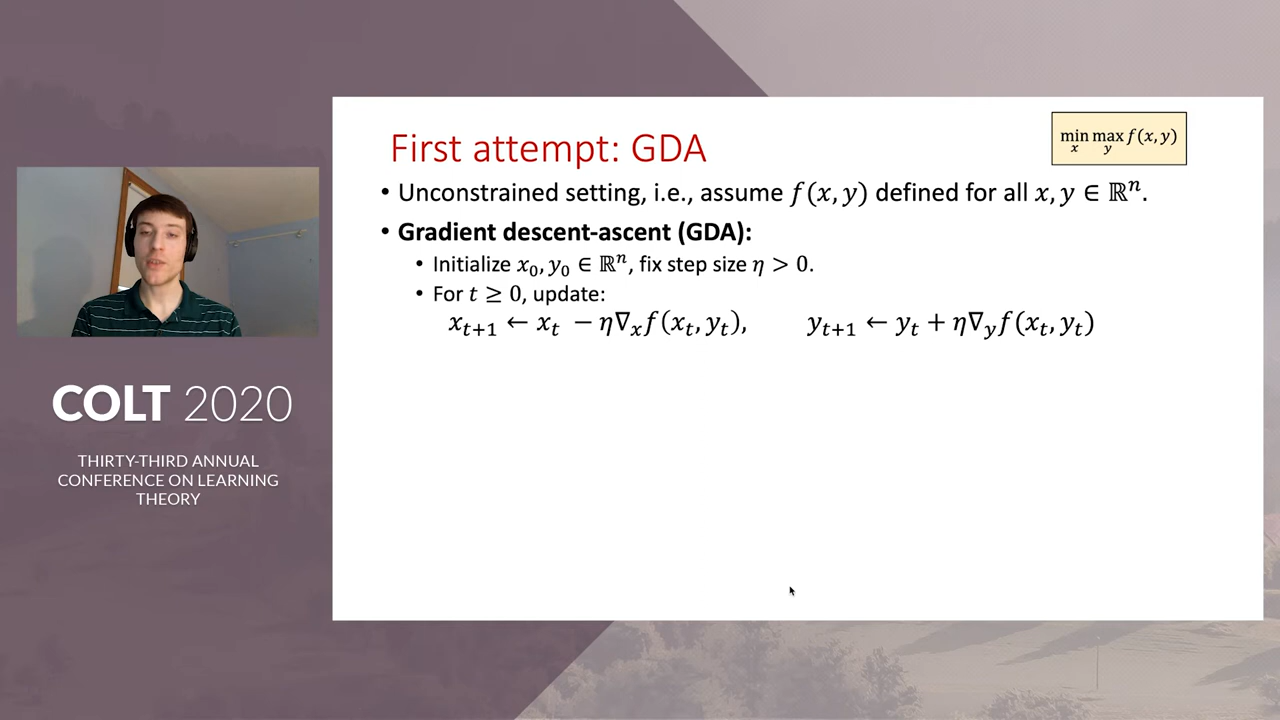 First attempt: GDA
min max f(x, y)
x y
• Unconstrained setting, i.e., assume f(x, y) defined for all x, y ∈ ℝⁿ.
• Gradient descent-ascent (GDA):
• Initialize x₀, y₀ ∈ ℝⁿ, fix step size η > 0.
• For t ≥ 0, update:
xₜ₊₁ ← xₜ − η∇ₓf(xₜ, yₜ), yₜ₊₁ ← yₜ + η∇ᵧf(xₜ, yₜ)
COLT 2020
THIRTY-THIRD ANNUAL
CONFERENCE ON LEARNING
THEORY